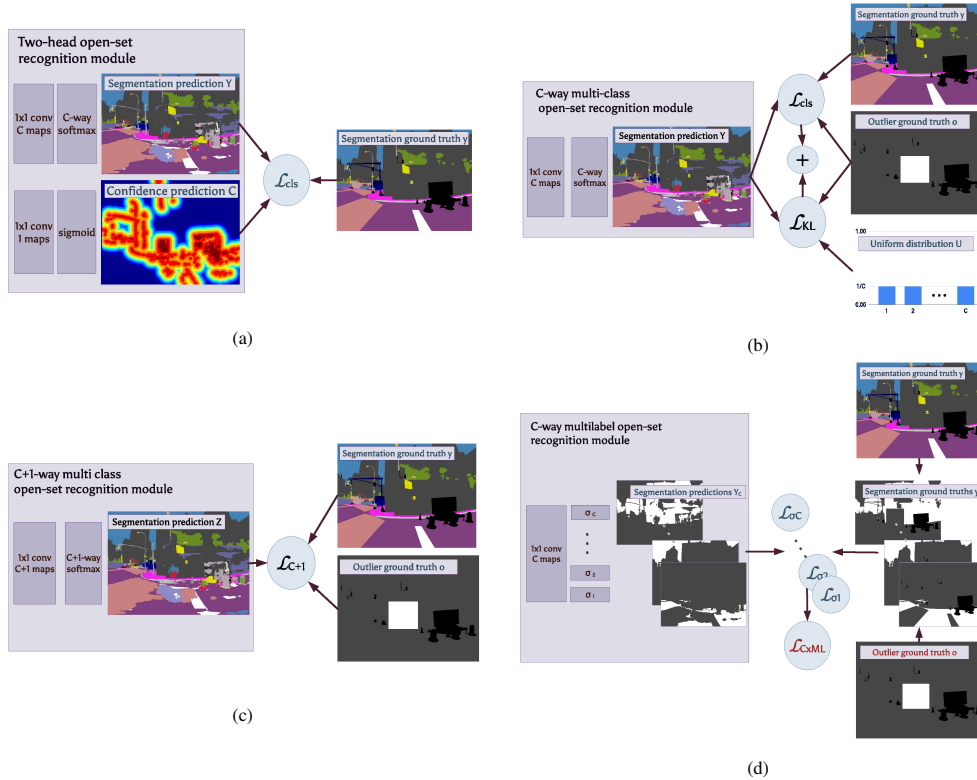 Two-head open-set
recognition module
1x1 conv
C maps
C-way
softmax
Segmentation prediction Y
1x1 conv
1 maps
sigmoid
Confidence prediction C
ℒcls
Segmentation ground truth y
(a)
C-way multi-class
open-set recognition module
1x1 conv
C maps
C-way
softmax
Segmentation prediction Y
ℒcls
+
ℒKL
Segmentation ground truth y
Outlier ground truth o
1.00
Uniform distribution U
1/C
0.00
1 2 ••• C
(b)
C+1-way multi class
open-set recognition module
1x1 conv
C+1 maps
C+1-way
softmax
Segmentation prediction Z
ℒC+1
Segmentation ground truth y
Outlier ground truth o
(c)
C-way multilabel open-set
recognition module
1x1 conv
C maps
σC
σ2
σ1
Segmentation predictions YC
ℒσC
ℒσ2
ℒσ1
ℒCxML
Segmentation ground truth y
Segmentation ground truths y
Outlier ground truth o
(d)